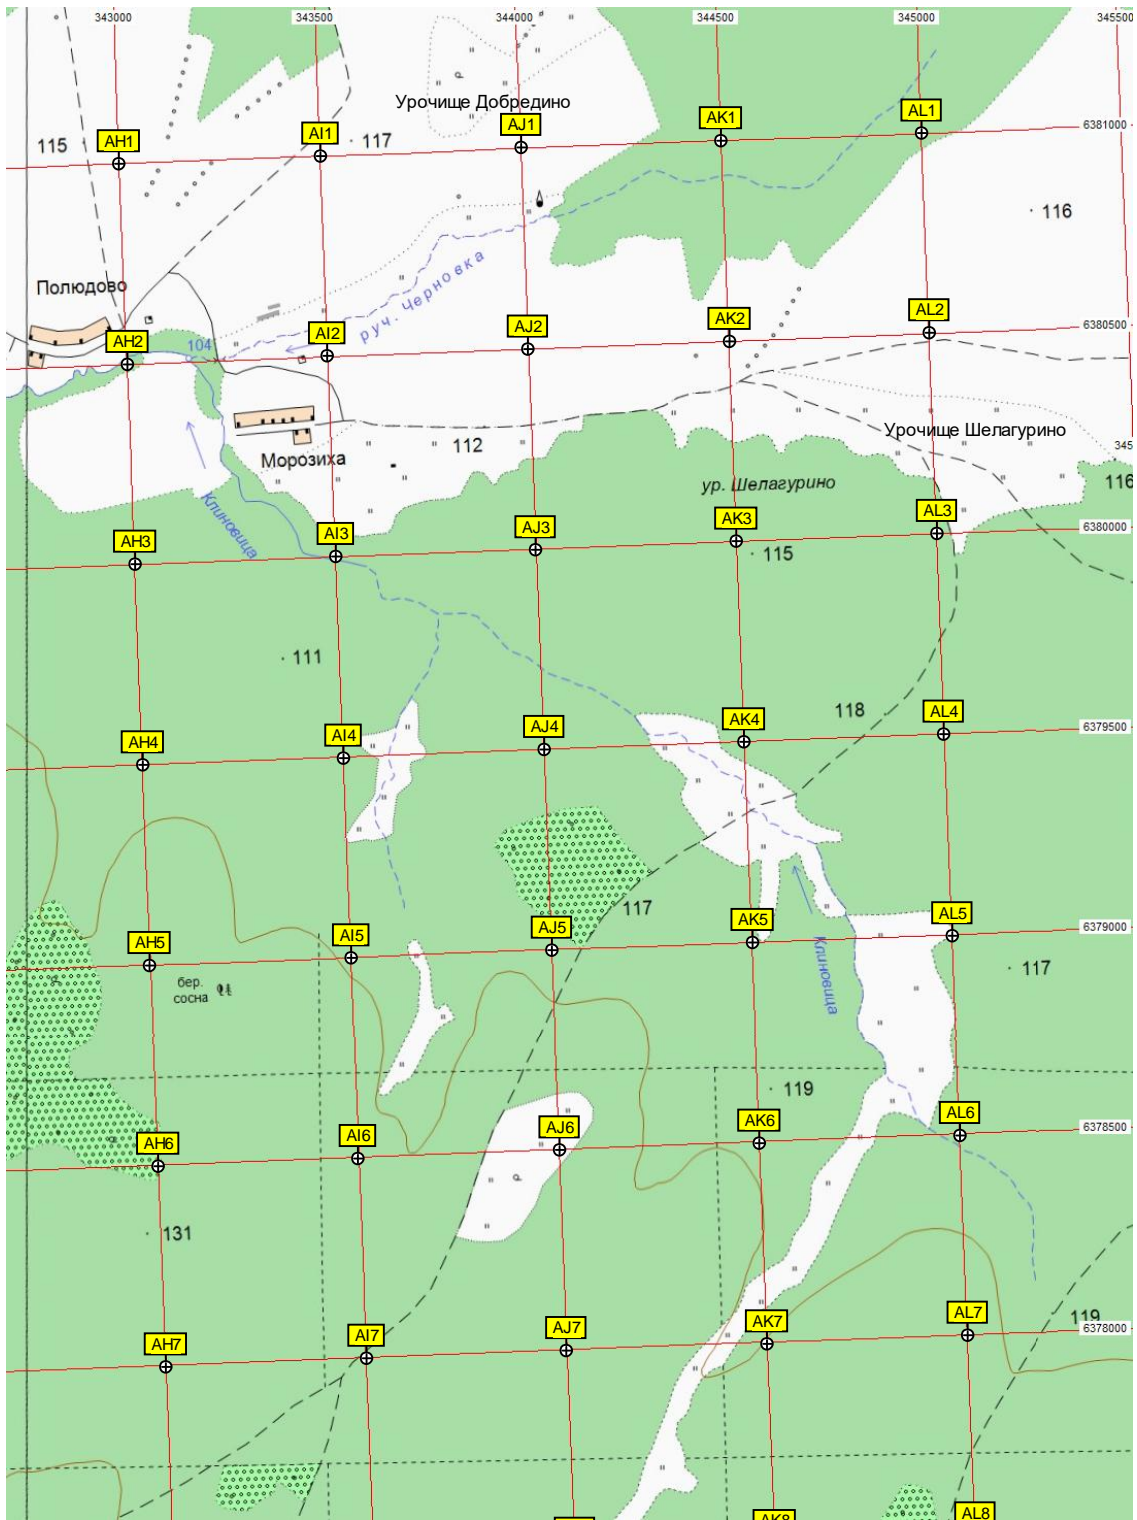 343000 343500 344000 344500 345000 345500
Урочище Добредино
AH1 AI1 AJ1 AK1 AL1 6381000
115 117
116
Полюдово
руч. Черновка
AH2 104 AI2 AJ2 AK2 AL2 6380500
Урочище Шелагурино
345
Морозиха 112
ур. Шелагурино 116
Клиновица
AH3 AI3 AJ3 AK3 AL3 6380000
115
111
118
AH4 AI4 AJ4 AK4 AL4 6379500
117
AH5 AI5 AJ5 AK5 AL5 6379000
Клиновица
117
бер.
сосна
119
AH6 AI6 AJ6 AK6 AL6 6378500
131
119
AH7 AI7 AJ7 AK7 AL7 6378000
AK8 AL8